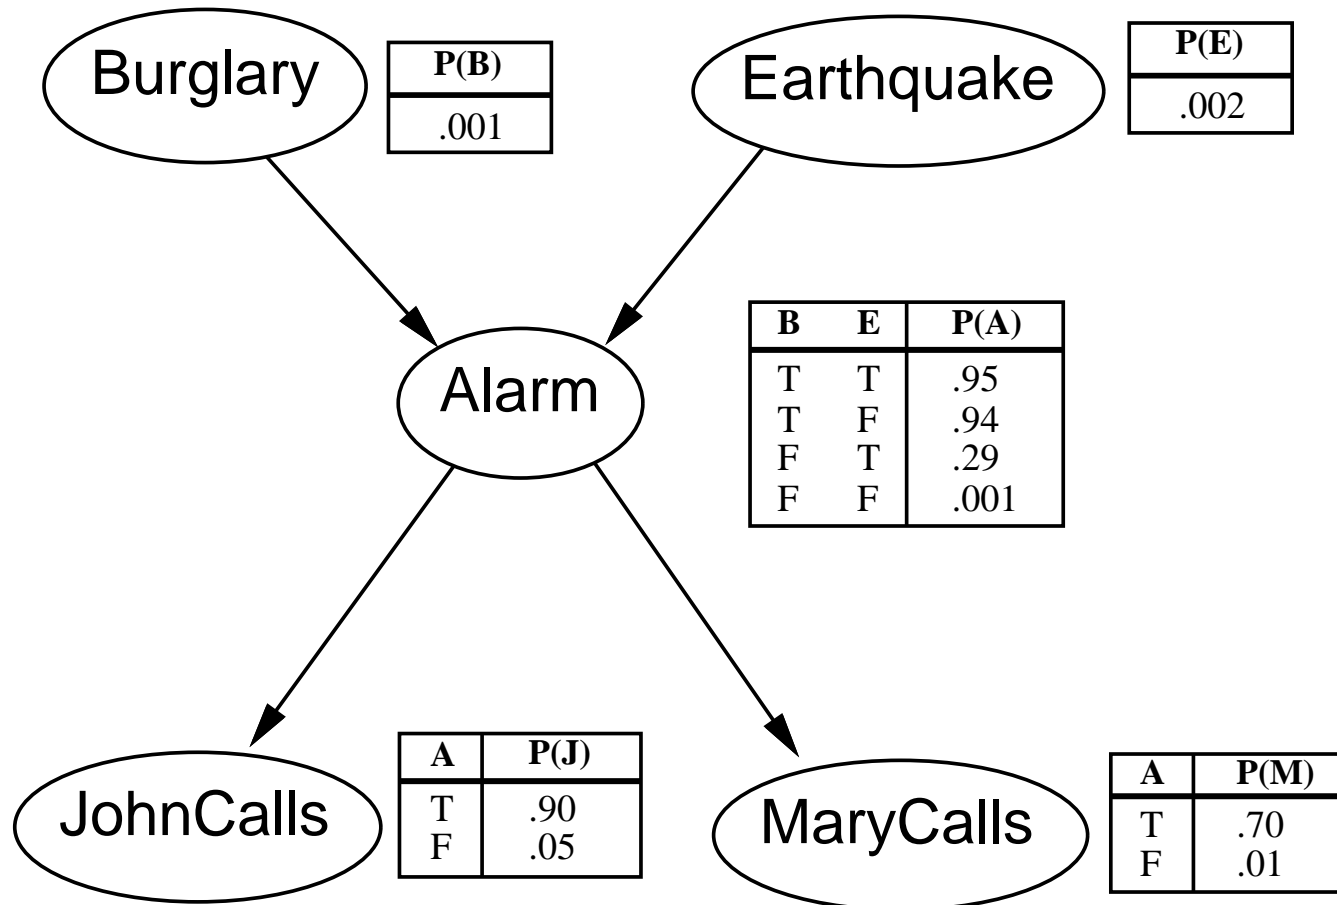 Burglary
P(B)
.001
Earthquake
P(E)
.002
Alarm
B E P(A)
T T .95
T F .94
F T .29
F F .001
JohnCalls
A P(J)
T .90
F .05
MaryCalls
A P(M)
T .70
F .01